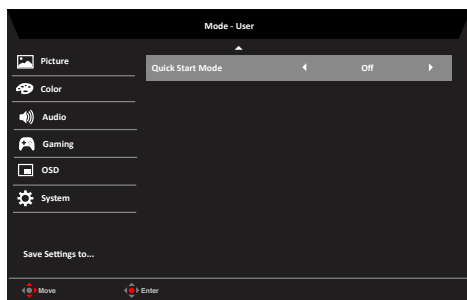 Mode - User
Picture
Quick Start Mode Off
Color
Audio
Gaming
OSD
System
Save Settings to...
Move Enter